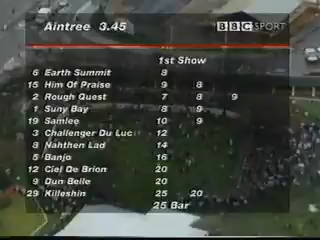 Aintree 3.45 BBC SPORT
1st Show
6 Earth Summit 8
15 Him Of Praise 9 8
2 Rough Quest 7 8 9
1 Suny Bay 8 9
19 Samlee 10 9
3 Challenger Du Luc 12
8 Nahthen Lad 14
5 Banjo 16
12 Ciel De Brion 20
9 Dun Belle 20
29 Killeshin 25 20
25 Bar